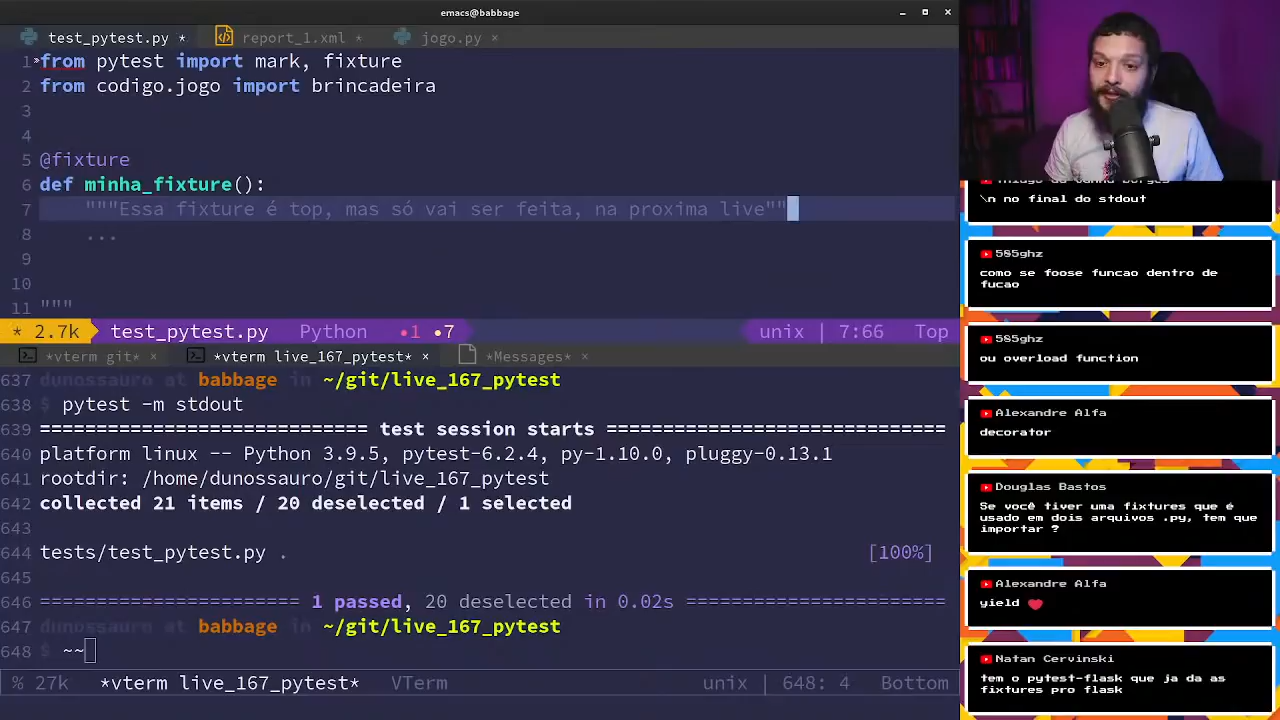 emacs@babbage
test_pytest.py * report_1.xml * jogo.py ×
1 from pytest import mark, fixture
2 from codigo.jogo import brincadeira
3
4
5 @fixture
6 def minha_fixture():
7 """Essa fixture é top, mas só vai ser feita, na proxima live""
8 ...
9
10
11 """
* 2.7k test_pytest.py Python •1 •7 unix | 7:66 Top
*vterm git* × *vterm live_167_pytest* × *Messages* ×
637 dunossauro at babbage in ~/git/live_167_pytest
638 $ pytest -m stdout
639 ============================= test session starts =============================
640 platform linux -- Python 3.9.5, pytest-6.2.4, py-1.10.0, pluggy-0.13.1
641 rootdir: /home/dunossauro/git/live_167_pytest
642 collected 21 items / 20 deselected / 1 selected
643
644 tests/test_pytest.py . [100%]
645
646 ======================= 1 passed, 20 deselected in 0.02s =======================
647 dunossauro at babbage in ~/git/live_167_pytest
648 $ ~~
% 27k *vterm live_167_pytest* VTerm unix | 648: 4 Bottom
\n no final do stdout
505ghz
como se foose funcao dentro de
fucao
505ghz
ou overload function
Alexandre Alfa
decorator
Douglas Bastos
Se você tiver uma fixtures que é
usado em dois arquivos .py, tem que
importar ?
Alexandre Alfa
yield ❤
Natan Cervinski
tem o pytest-flask que ja da as
fixtures pro flask